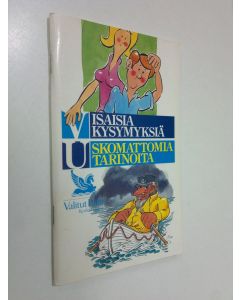 VISAISIA
KYSYMYKSIÄ
USKOMATTOMIA
TARINOITA
Valitut